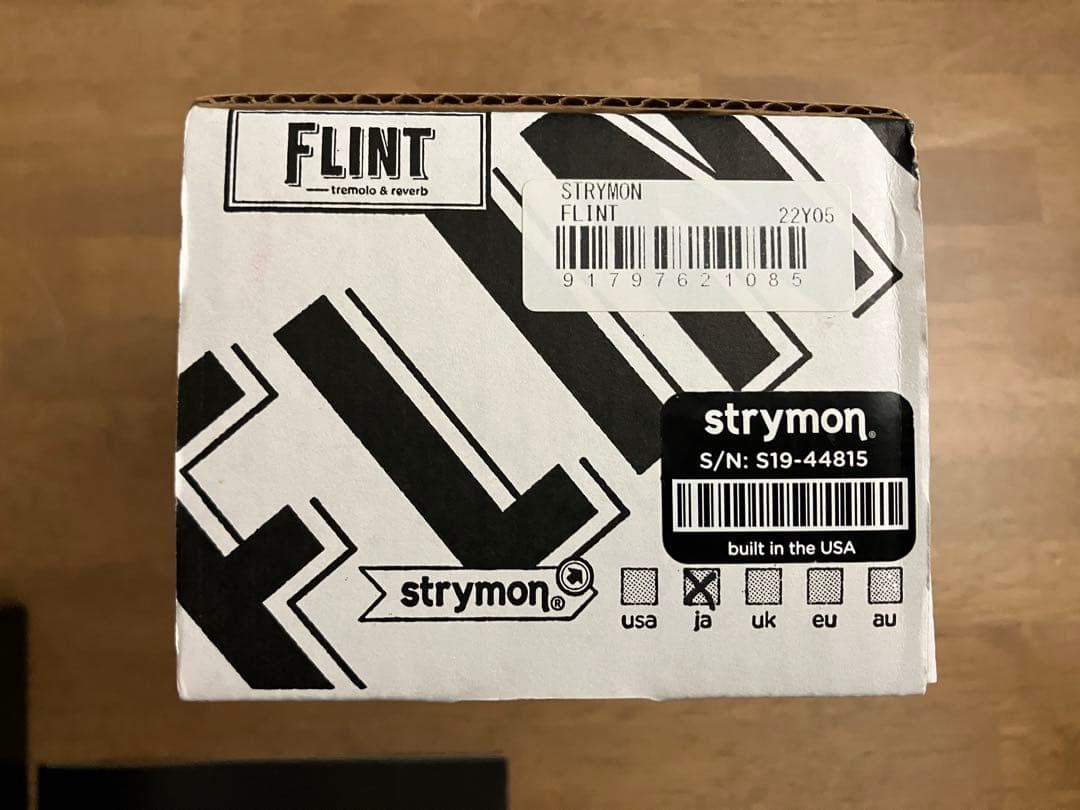 FLINT
tremolo & reverb
STRYMON
FLINT 22Y05
91797621085
FLINT
strymon®
S/N: S19-44815
built in the USA
strymon®
usa ja uk eu au